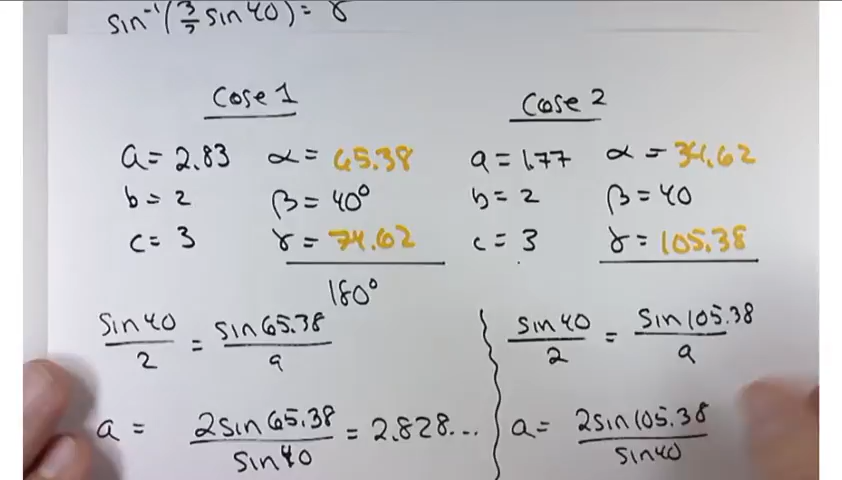 sin⁻¹(3/2 sin 40) = γ
Case 1
a = 2.83 α = 65.38
b = 2 β = 40°
c = 3 γ = 74.62
180°
sin 40/2 = sin 65.38/a
a = 2 sin 65.38/sin 40 = 2.828...
Case 2
a = 1.77 α = 34.62
b = 2 β = 40
c = 3 γ = 105.38
sin 40/2 = sin 105.38/a
a = 2 sin 105.38/sin 40